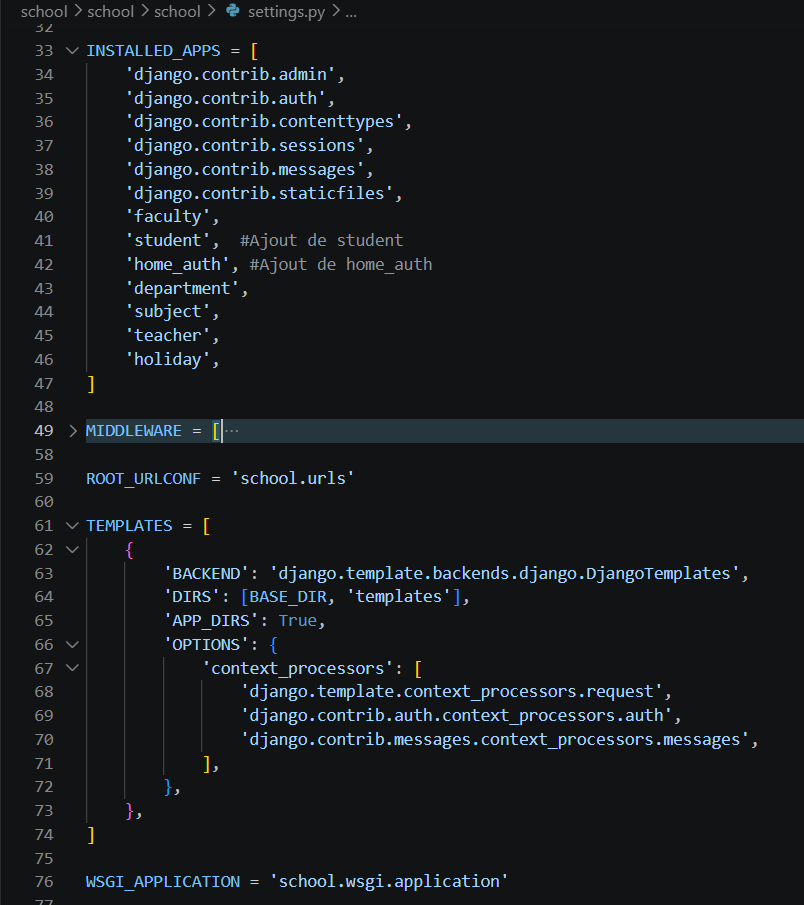 school > school > school > settings.py > ...
32
33 INSTALLED_APPS = [
34     'django.contrib.admin',
35     'django.contrib.auth',
36     'django.contrib.contenttypes',
37     'django.contrib.sessions',
38     'django.contrib.messages',
39     'django.contrib.staticfiles',
40     'faculty',
41     'student',  #Ajout de student
42     'home_auth', #Ajout de home_auth
43     'department',
44     'subject',
45     'teacher',
46     'holiday',
47 ]
48
49 MIDDLEWARE = [···
58
59 ROOT_URLCONF = 'school.urls'
60
61 TEMPLATES = [
62     {
63         'BACKEND': 'django.template.backends.django.DjangoTemplates',
64         'DIRS': [BASE_DIR, 'templates'],
65         'APP_DIRS': True,
66         'OPTIONS': {
67             'context_processors': [
68                 'django.template.context_processors.request',
69                 'django.contrib.auth.context_processors.auth',
70                 'django.contrib.messages.context_processors.messages',
71             ],
72         },
73     },
74 ]
75
76 WSGI_APPLICATION = 'school.wsgi.application'
77